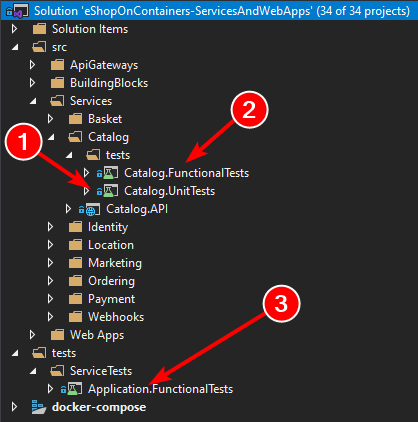 Solution 'eShopOnContainers-ServicesAndWebApps' (34 of 34 projects)
Solution Items
src
ApiGateways
BuildingBlocks
Services
Basket
2
Catalog
1
tests
Catalog.FunctionalTests
Catalog.UnitTests
Catalog.API
Identity
Location
Marketing
Ordering
3
Payment
Webhooks
Web Apps
tests
ServiceTests
Application.FunctionalTests
docker-compose